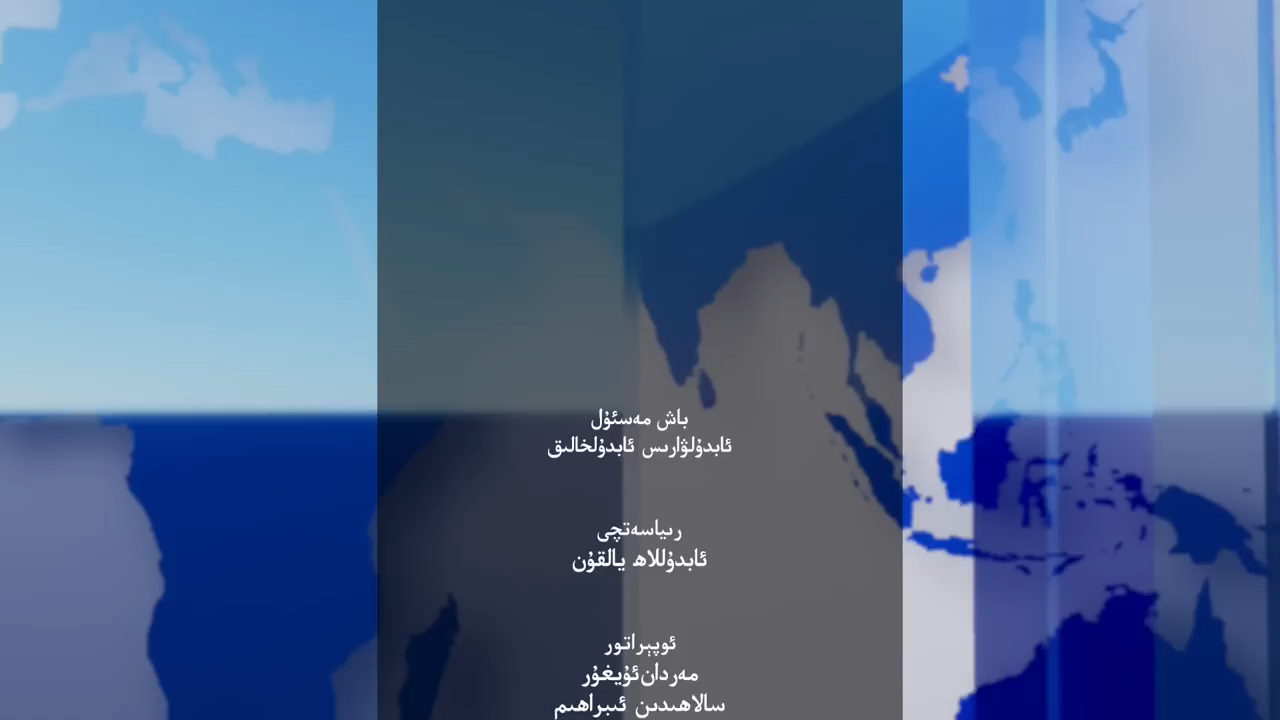 باش مەسئۇل
ئابدۇلۋارىس ئابدۇلخالىق
رىياسەتچى
ئابدۇللاھ يالقۇن
ئوپېراتور
مەردان ئۇيغۇر
سالاھىدىن ئىبراھىم